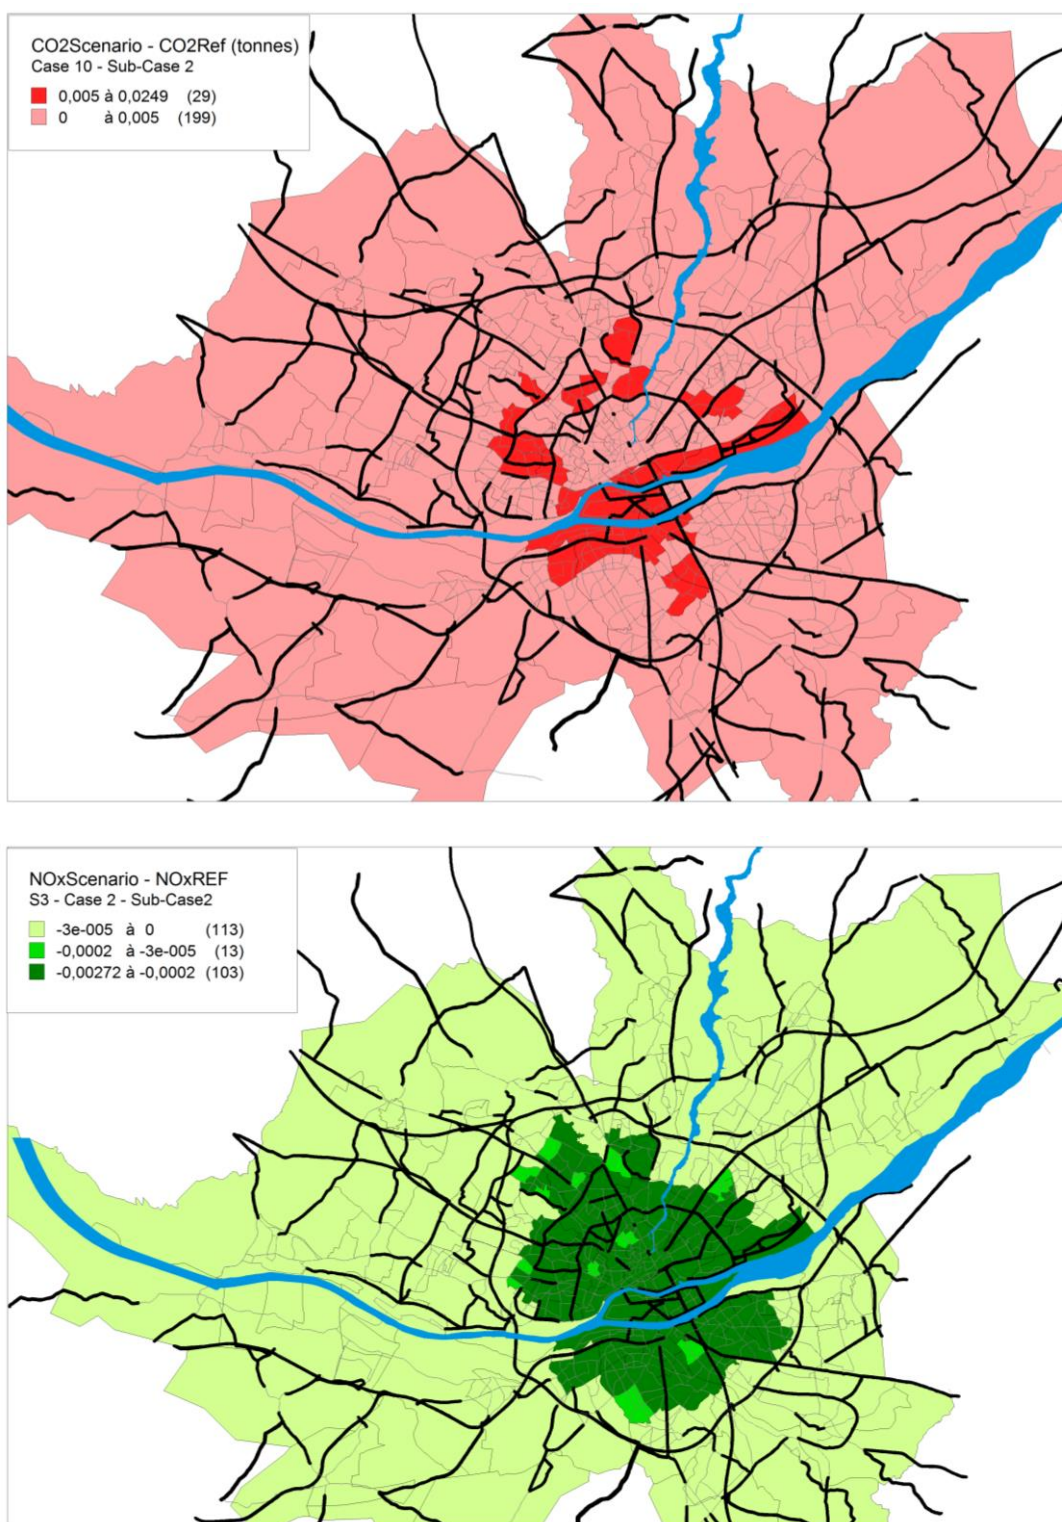 CO2Scenario - CO2Ref (tonnes)
Case 10 - Sub-Case 2
0,005 à 0,0249 (29)
0 à 0,005 (199)
NOxScenario - NOxREF
S3 - Case 2 - Sub-Case2
-3e-005 à 0 (113)
-0,0002 à -3e-005 (13)
-0,00272 à -0,0002 (103)